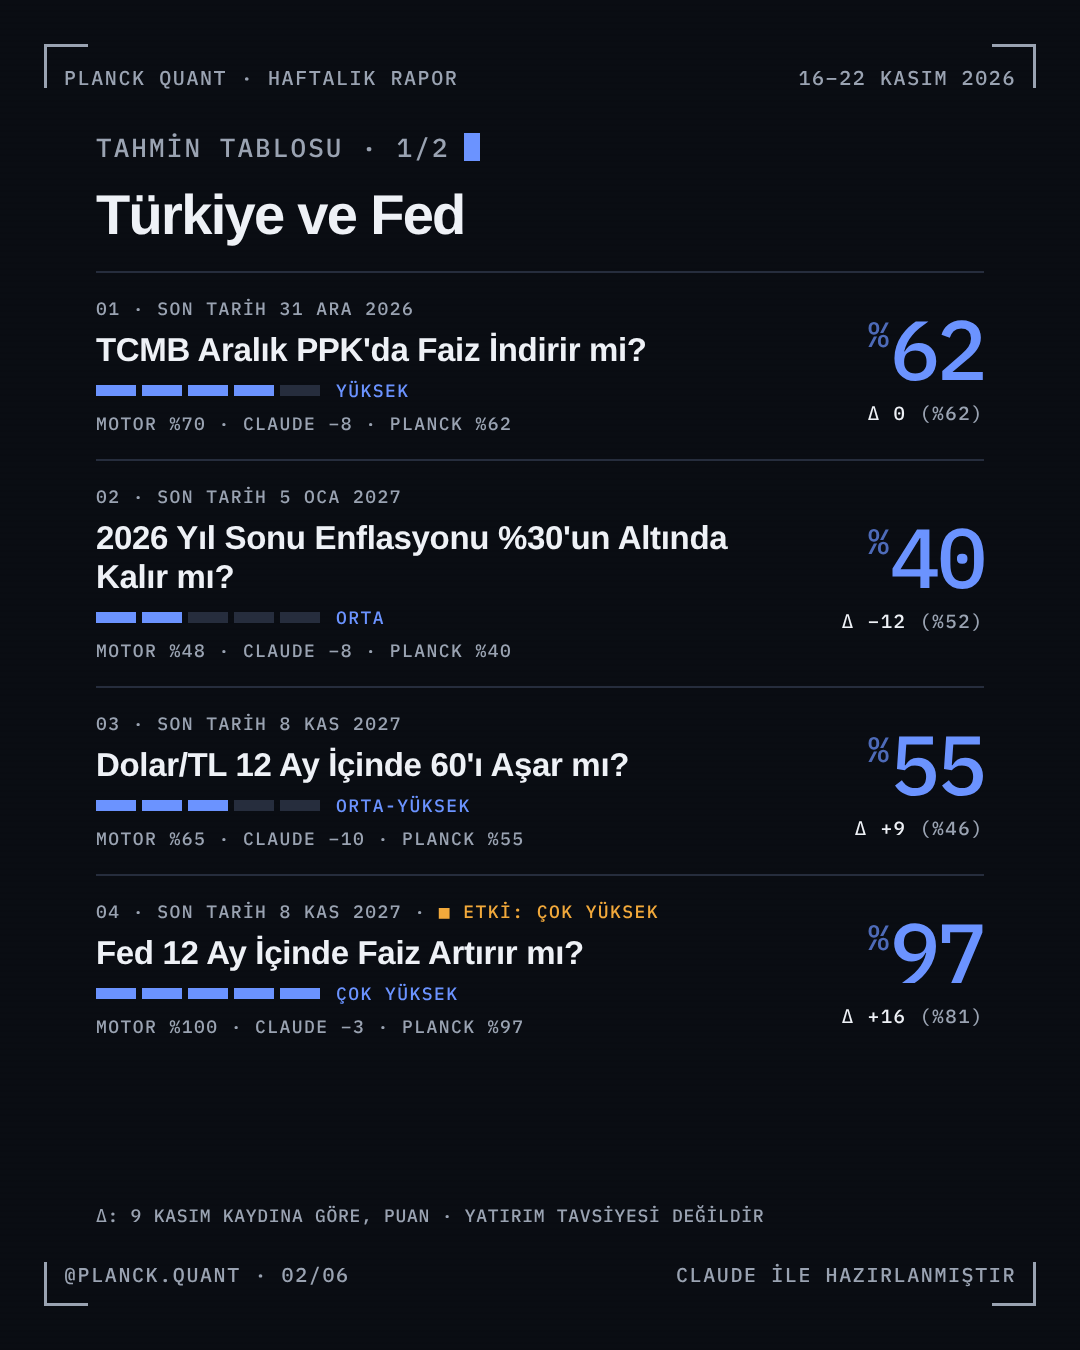 PLANCK QUANT · HAFTALIK RAPOR
16–22 KASIM 2026
TAHMİN TABLOSU · 1/2
Türkiye ve Fed
01 · SON TARİH 31 ARA 2026
TCMB Aralık PPK'da Faiz İndirir mi?
YÜKSEK
MOTOR %70 · CLAUDE −8 · PLANCK %62
%62
Δ 0 (%62)
02 · SON TARİH 5 OCA 2027
2026 Yıl Sonu Enflasyonu %30'un Altında
Kalır mı?
ORTA
MOTOR %48 · CLAUDE −8 · PLANCK %40
%40
Δ −12 (%52)
03 · SON TARİH 8 KAS 2027
Dolar/TL 12 Ay İçinde 60'ı Aşar mı?
ORTA-YÜKSEK
MOTOR %65 · CLAUDE −10 · PLANCK %55
%55
Δ +9 (%46)
04 · SON TARİH 8 KAS 2027 · ■ ETKİ: ÇOK YÜKSEK
Fed 12 Ay İçinde Faiz Artırır mı?
ÇOK YÜKSEK
MOTOR %100 · CLAUDE −3 · PLANCK %97
%97
Δ +16 (%81)
Δ: 9 KASIM KAYDINA GÖRE, PUAN · YATIRIM TAVSİYESİ DEĞİLDİR
@PLANCK.QUANT · 02/06
CLAUDE İLE HAZIRLANMIŞTIR